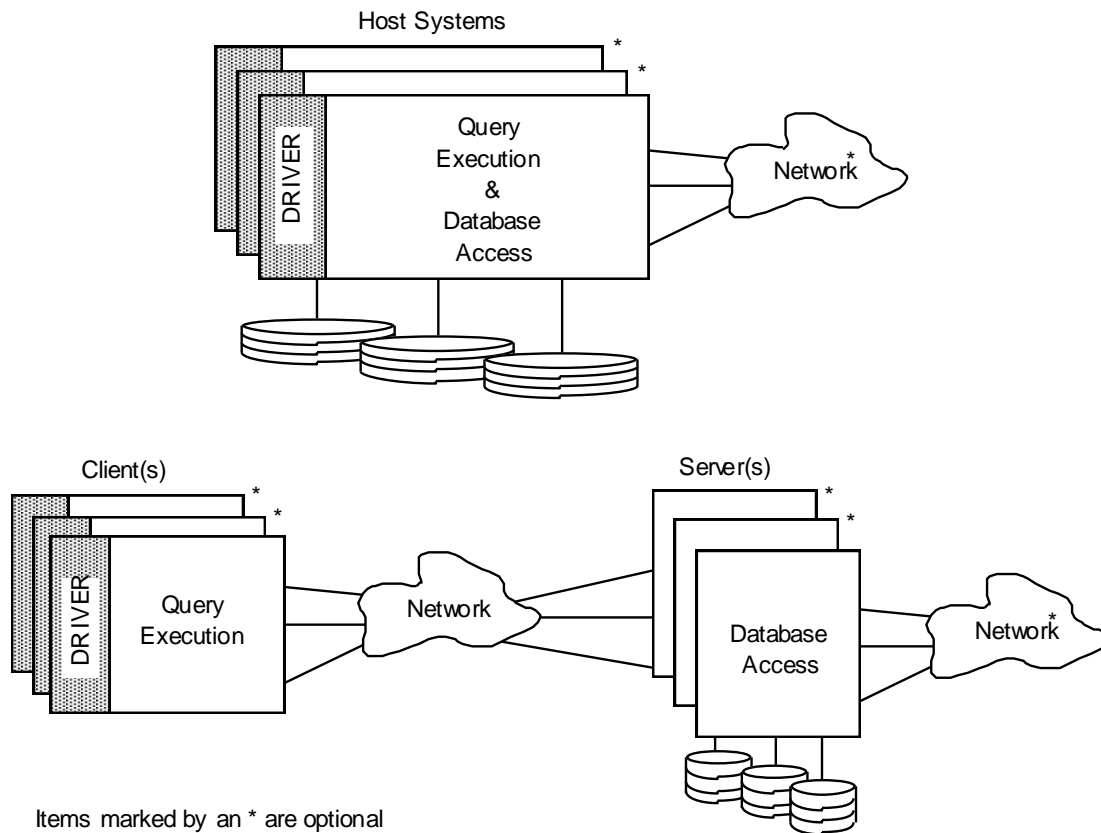 Host Systems
*
*
DRIVER
Query
Execution
&
Database
Access
Network*
Client(s)
*
*
DRIVER
Query
Execution
Network
Server(s)
*
*
Database
Access
Network*
Items marked by an * are optional